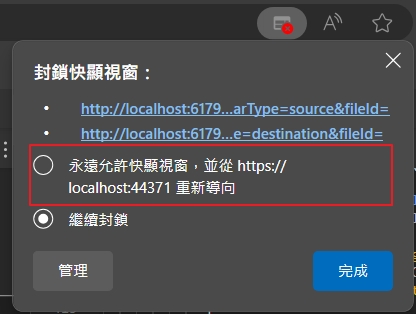 封鎖快顯視窗：
• http://localhost:6179...arType=source&fileId=
• http://localhost:6179...e=destination&fileId=
永遠允許快顯視窗，並從 https://
localhost:44371 重新導向
繼續封鎖
管理
完成